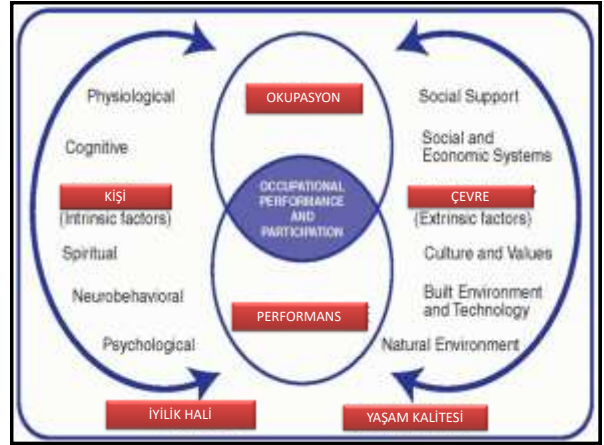 Physiological
Cognitive
KİŞİ
(Intrinsic factors)
Spiritual
Neurobehavioral
Psychological
OKUPASYON
OCCUPATIONAL
PERFORMANCE
AND
PARTICIPATION
PERFORMANS
Social Support
Social and
Economic Systems
ÇEVRE
(Extrinsic factors)
Culture and Values
Built Environment
and Technology
Natural Environment
İYİLİK HALİ
YAŞAM KALİTESİ